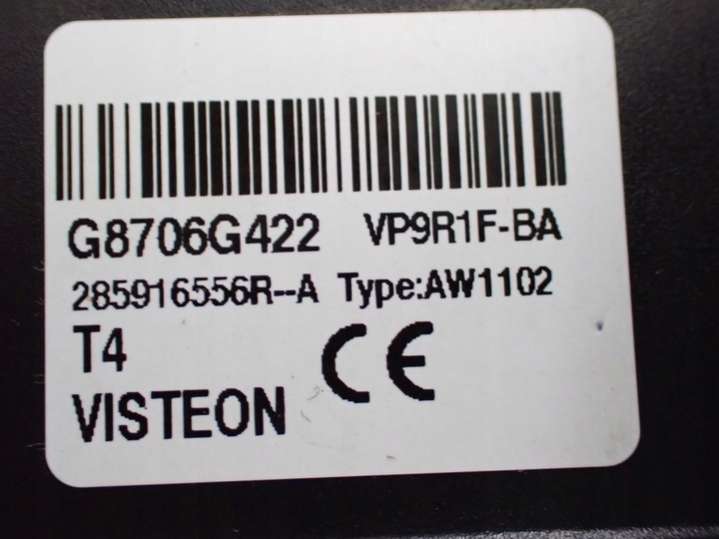 G8706G422 VP9R1F-BA
285916556R--A Type:AW1102
T4 CE
VISTEON